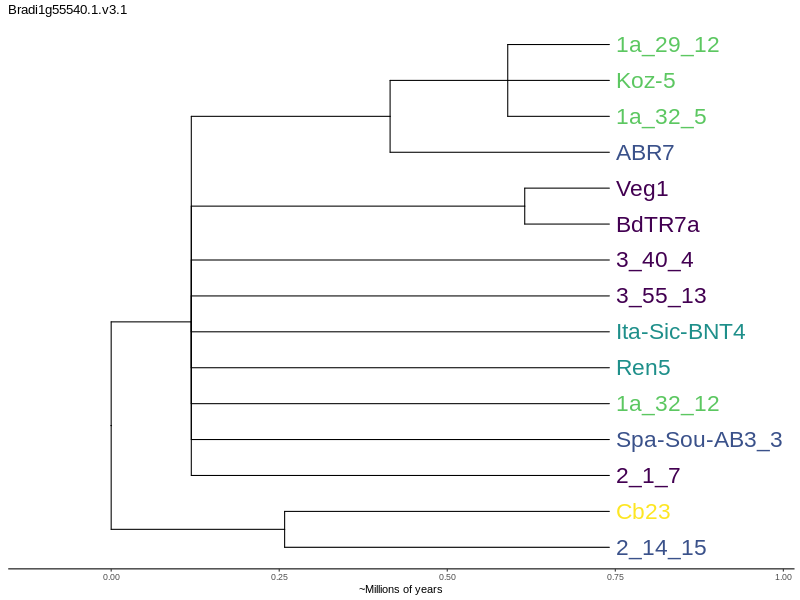 Bradi1g55540.1.v3.1
1a_29_12
Koz-5
1a_32_5
ABR7
Veg1
BdTR7a
3_40_4
3_55_13
Ita-Sic-BNT4
Ren5
1a_32_12
Spa-Sou-AB3_3
2_1_7
Cb23
2_14_15
0.00 0.25 0.50 0.75 1.00
~Millions of years